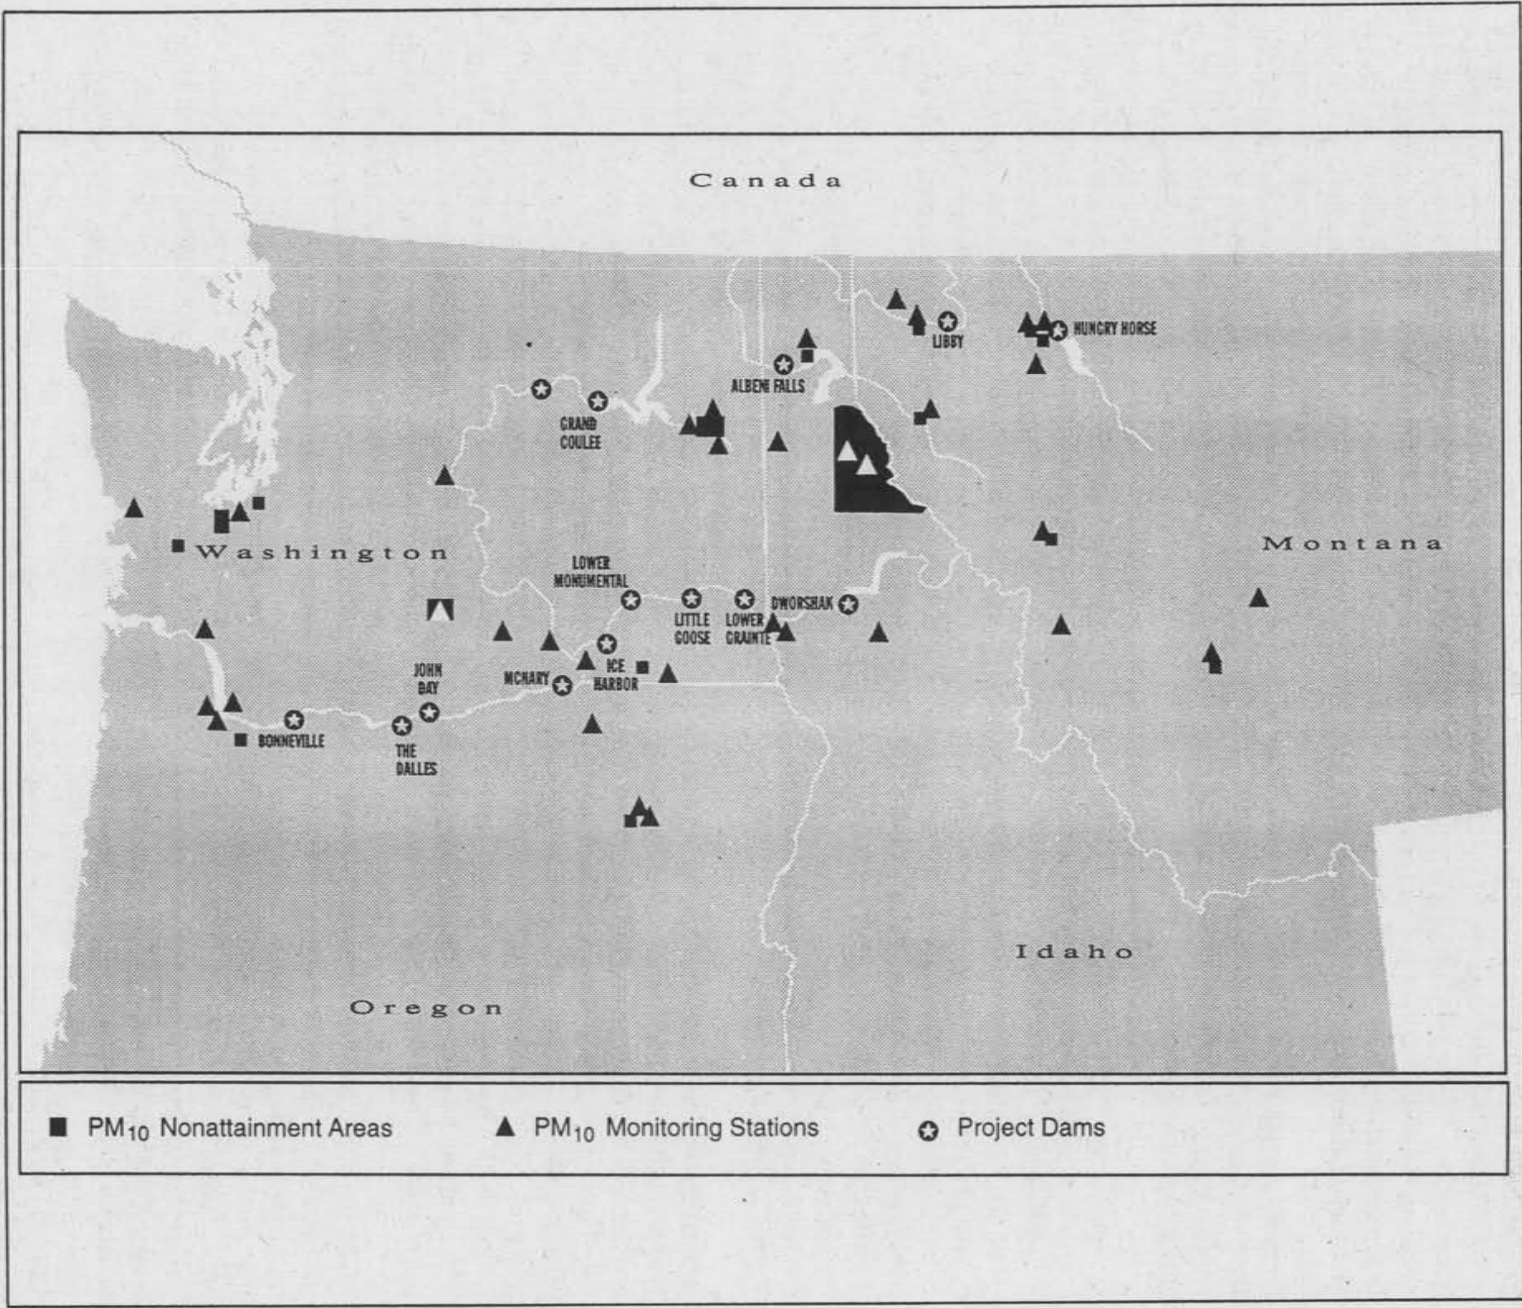 Canada
HUNGRY HORSE
LIBBY
ALBENI FALLS
GRAND
COULEE
Washington
Montana
LOWER
MONUMENTAL
DWORSHAK
LITTLE
GOOSE
LOWER
GRAINTE
JOHN
DAY
MCNARY
ICE
HARBOR
BONNEVILLE
THE
DALLES
Idaho
Oregon
PM10 Nonattainment Areas
PM10 Monitoring Stations
Project Dams